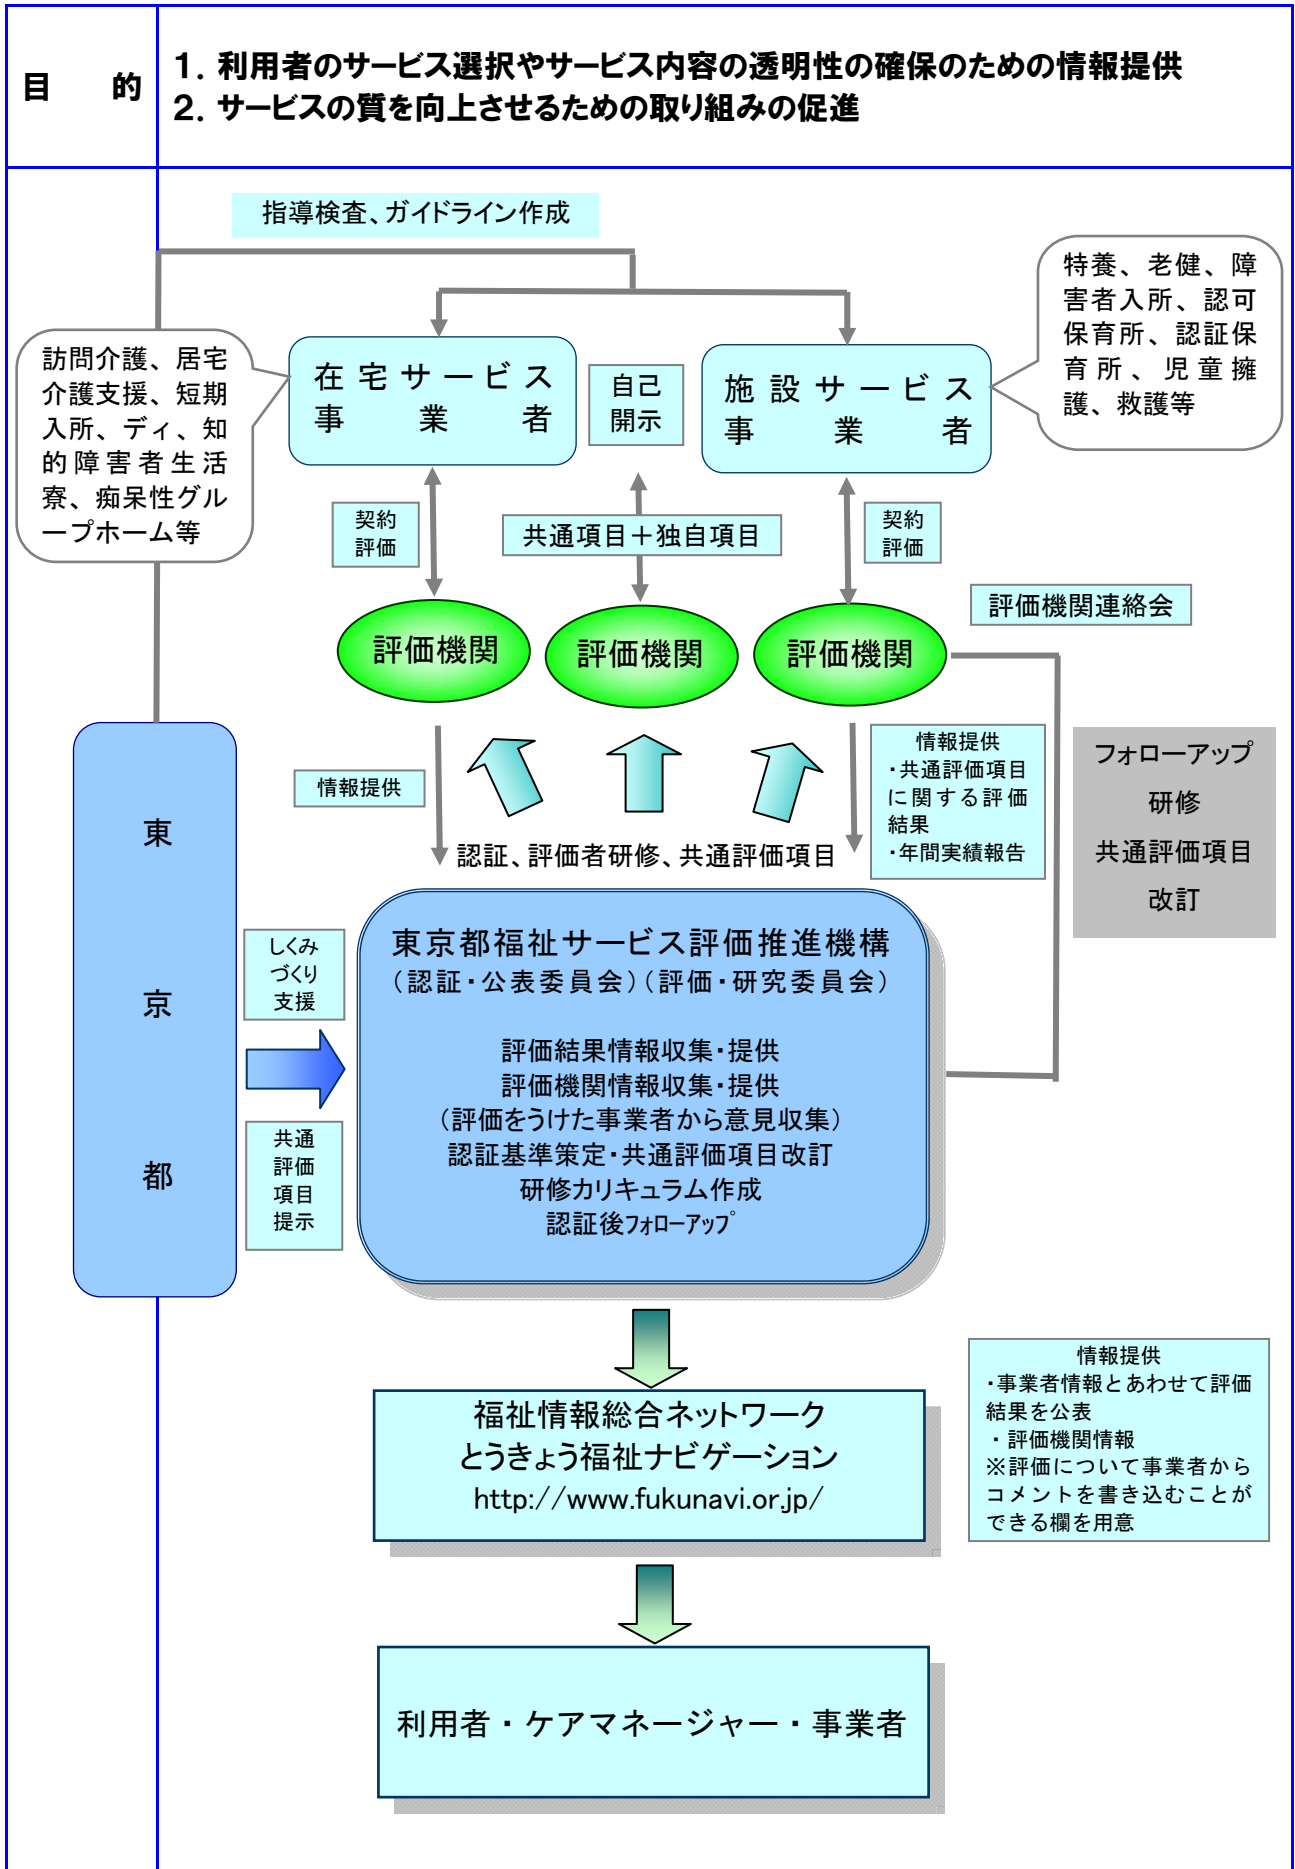 目　的
1．利用者のサービス選択やサービス内容の透明性の確保のための情報提供
2．サービスの質を向上させるための取り組みの促進
指導検査、ガイドライン作成
特養、老健、障
害者入所、認可
保育所、認証保
育所、児童擁
護、救護等
訪問介護、居宅
介護支援、短期
入所、ディ、知
的障害者生活
寮、痴呆性グル
ープホーム等
在宅サービス
事業者
自己
開示
施設サービス
事業者
契約
評価
共通項目＋独自項目
契約
評価
評価機関連絡会
評価機関
評価機関
評価機関
情報提供
情報提供
・共通評価項目
に関する評価
結果
・年間実績報告
フォローアップ
研修
共通評価項目
改訂
認証、評価者研修、共通評価項目
東
京
都
しくみ
づくり
支援
共通
評価
項目
提示
東京都福祉サービス評価推進機構
（認証・公表委員会）（評価・研究委員会）
評価結果情報収集・提供
評価機関情報収集・提供
（評価をうけた事業者から意見収集）
認証基準策定・共通評価項目改訂
研修カリキュラム作成
認証後フォローアップ
福祉情報総合ネットワーク
とうきょう福祉ナビゲーション
http://www.fukunavi.or.jp/
情報提供
・事業者情報とあわせて評価
結果を公表
・評価機関情報
※評価について事業者から
コメントを書き込むことが
できる欄を用意
利用者・ケアマネージャー・事業者